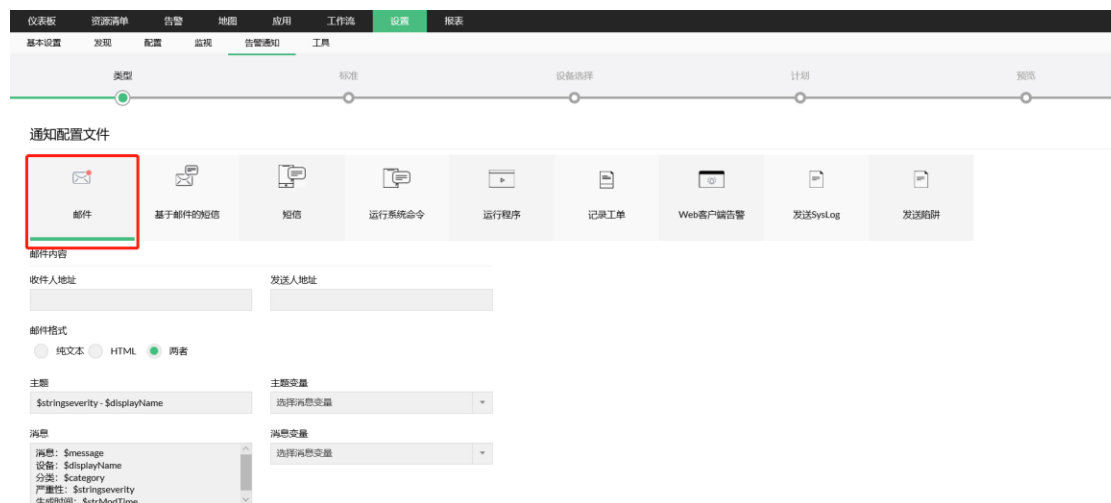 仪表板 资源清单 告警 地图 应用 工作流 设置 报表
基本设置 发现 配置 监视 告警通知 工具
类型 标准 设备选择 计划 预览
通知配置文件
邮件 基于邮件的短信 短信 运行系统命令 运行程序 记录工单 Web客户端告警 发送SysLog 发送陷阱
邮件内容
收件人地址 发送人地址
邮件格式
纯文本 HTML 两者
主题 主题变量
$stringseverity - $displayName 选择消息变量
消息 消息变量
消息: $message 选择消息变量
设备: $displayName
分类: $category
严重性: $stringseverity
生成时间: $strModTime